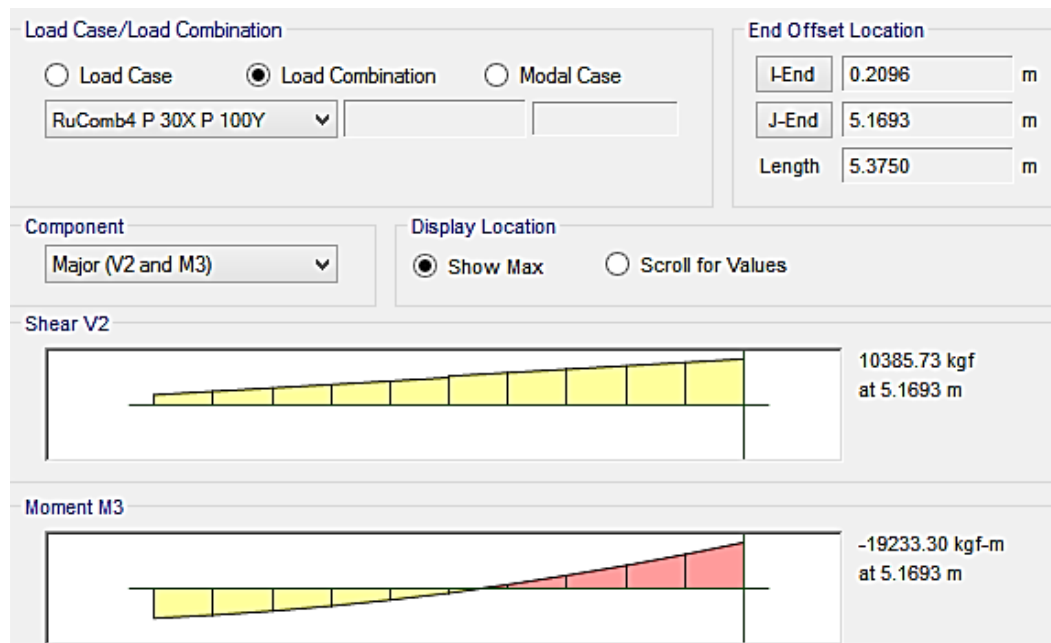 Load Case/Load Combination
Load Case
Load Combination
Modal Case
RuComb4 P 30X P 100Y
End Offset Location
I-End 0.2096 m
J-End 5.1693 m
Length 5.3750 m
Component
Major (V2 and M3)
Display Location
Show Max
Scroll for Values
Shear V2
10385.73 kgf
at 5.1693 m
Moment M3
-19233.30 kgf-m
at 5.1693 m